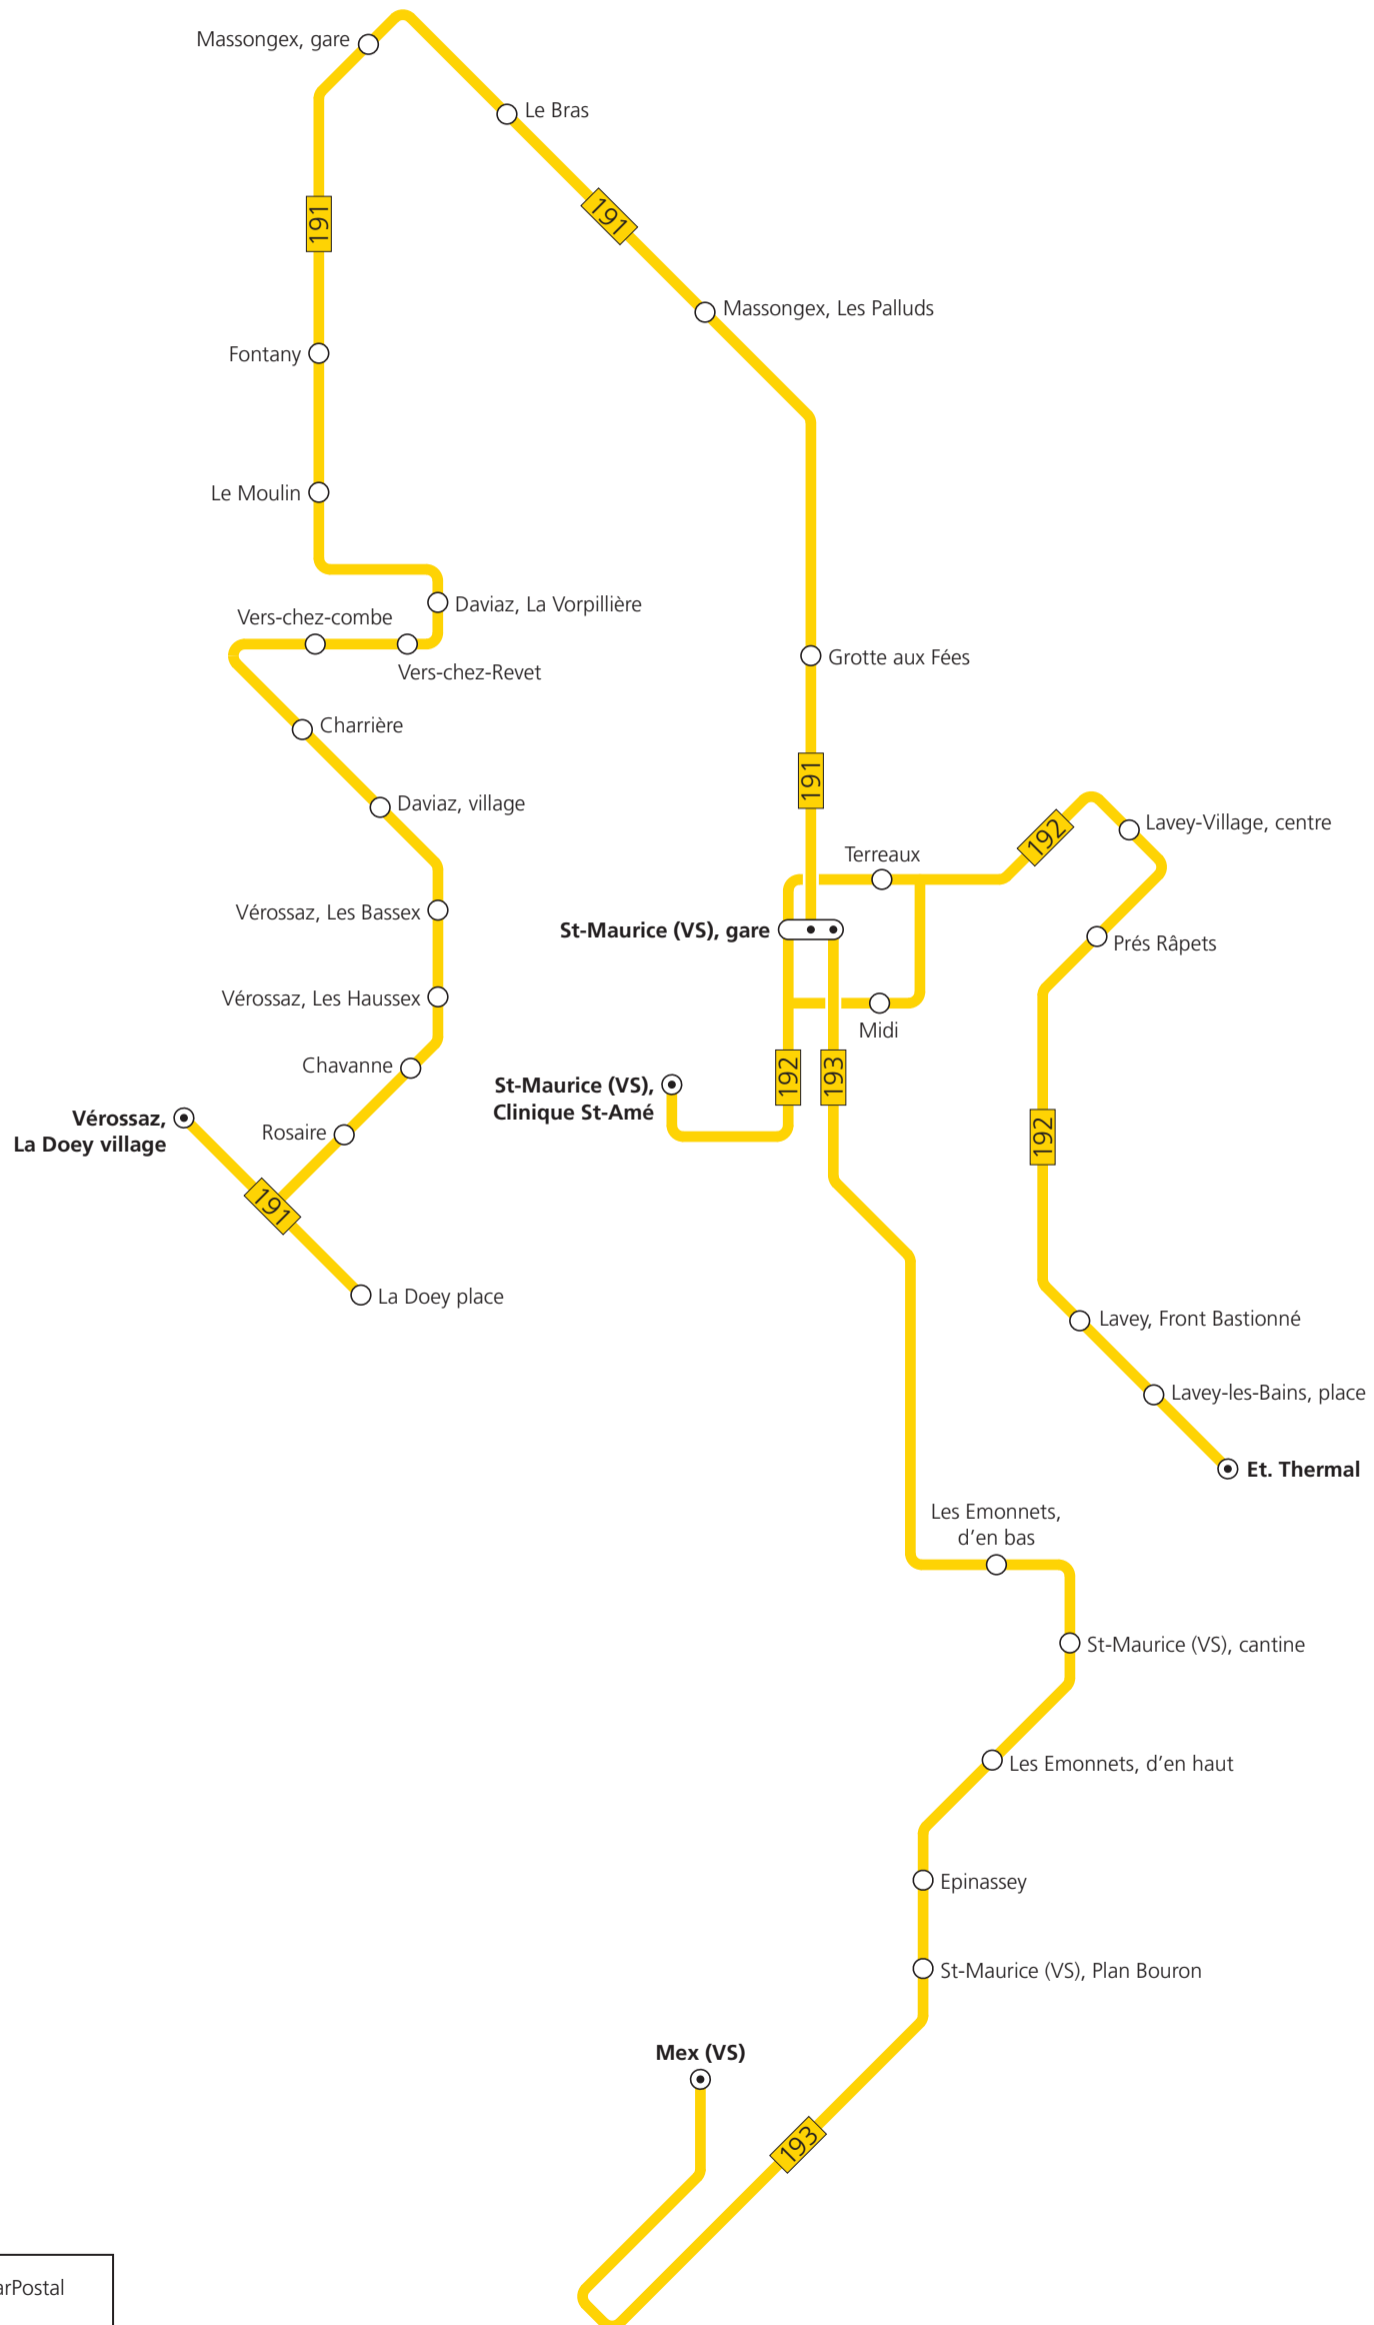 Massongex, gare
Le Bras
191
191
Massongex, Les Palluds
Fontany
Le Moulin
Daviaz, La Vorpillière
Vers-chez-combe
Vers-chez-Revet
Grotte aux Fées
Charrière
191
Daviaz, village
192
Lavey-Village, centre
Terreaux
Vérossaz, Les Bassex
St-Maurice (VS), gare
Prés Râpets
Vérossaz, Les Haussex
Midi
Chavanne
192
193
St-Maurice (VS),
Clinique St-Amé
Vérossaz,
La Doey village
Rosaire
192
191
La Doey place
Lavey, Front Bastionné
Lavey-les-Bains, place
Et. Thermal
Les Emonnets,
d’en bas
St-Maurice (VS), cantine
Les Emonnets, d’en haut
Epinassey
St-Maurice (VS), Plan Bouron
Mex (VS)
193
arPostal